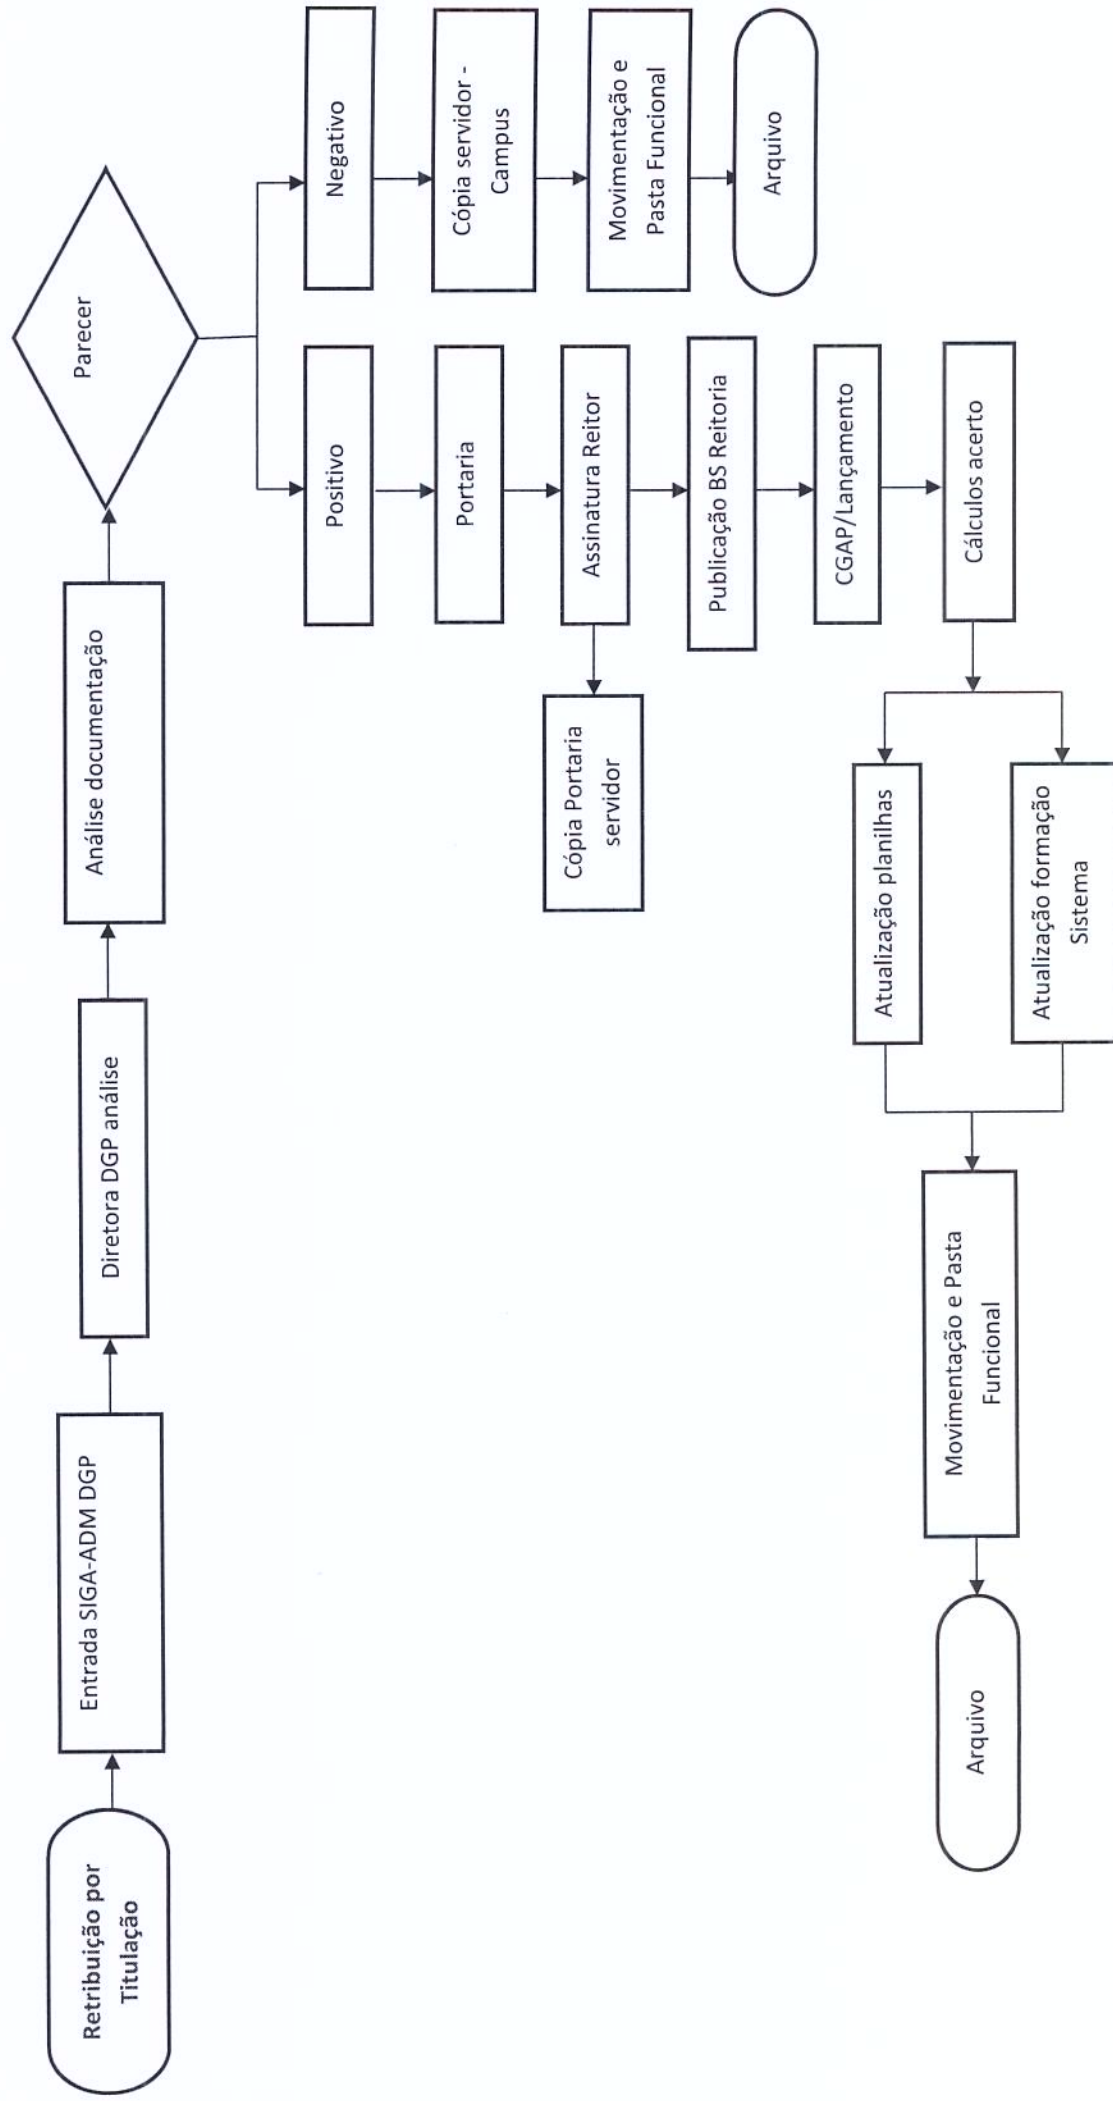 Retribuição por
Titulação
Entrada SIGA-ADM DGP
Diretora DGP análise
Análise documentação
Parecer
Positivo
Portaria
Assinatura Reitor
Cópia Portaria
servidor
Publicação BS Reitoria
CGAP/Lançamento
Cálculos acerto
Atualização planilhas
Atualização formação
Sistema
Movimentação e Pasta
Funcional
Arquivo
Negativo
Cópia servidor -
Campus
Movimentação e
Pasta Funcional
Arquivo